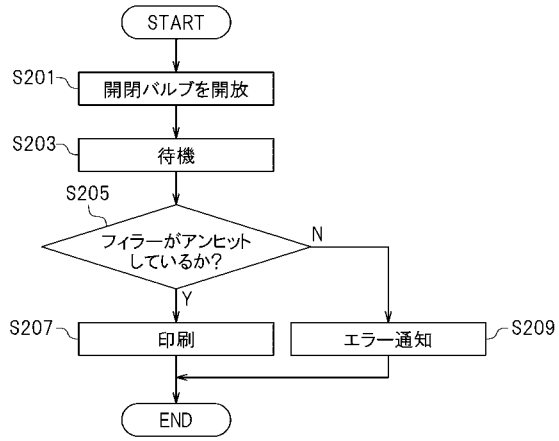 START
S201
開閉バルブを開放
S203
待機
S205
フィラーがアンヒット
しているか?
N
Y
S207
印刷
エラー通知
S209
END